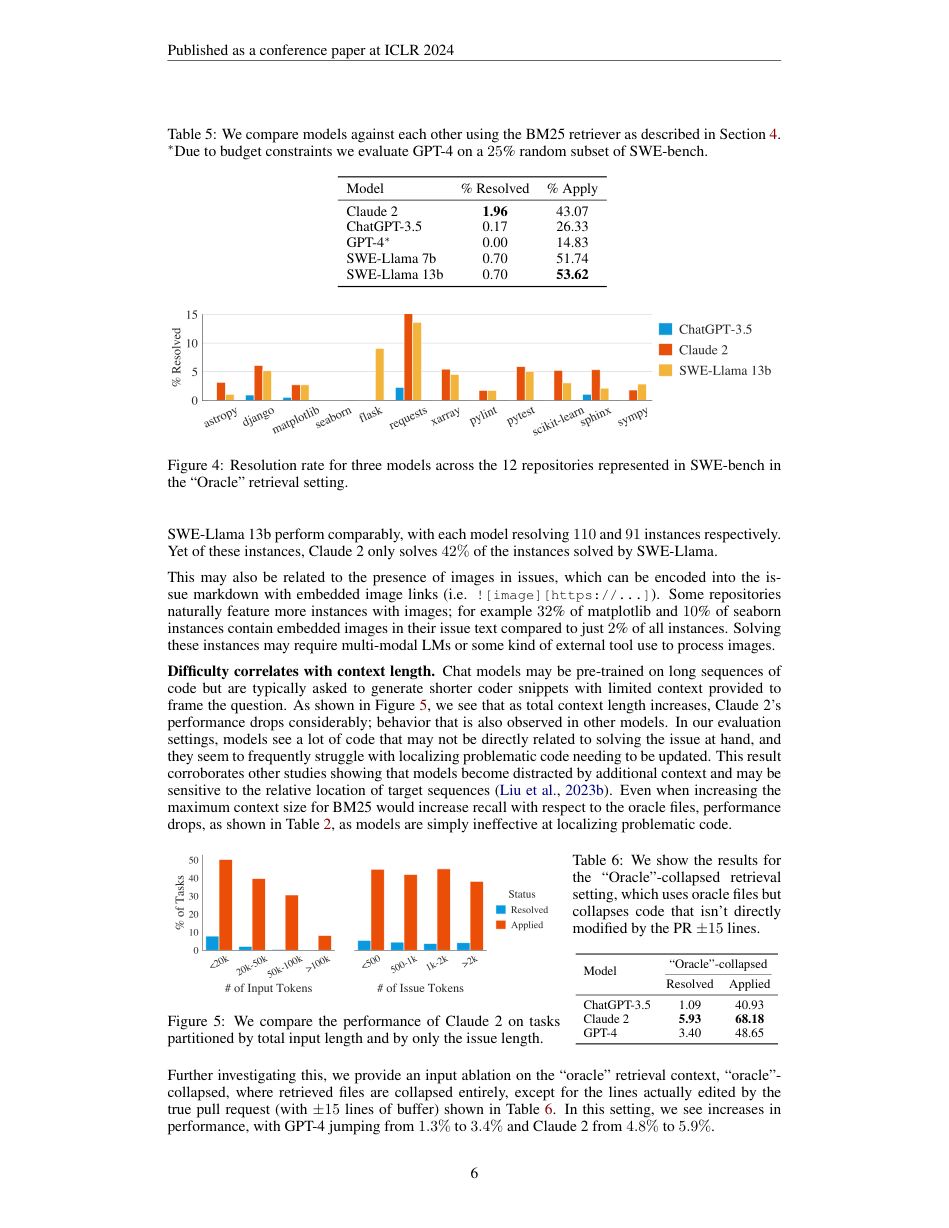 Published as a conference paper at ICLR 2024
Table 5: We compare models against each other using the BM25 retriever as described in Section 4.
*Due to budget constraints we evaluate GPT-4 on a 25% random subset of SWE-bench.
Model % Resolved % Apply
Claude 2 1.96 43.07
ChatGPT-3.5 0.17 26.33
GPT-4* 0.00 14.83
SWE-Llama 7b 0.70 51.74
SWE-Llama 13b 0.70 53.62
% Resolved
15
10
5
0
astropy django matplotlib seaborn flask requests xarray pylint pytest scikit-learn sphinx sympy
ChatGPT-3.5
Claude 2
SWE-Llama 13b
Figure 4: Resolution rate for three models across the 12 repositories represented in SWE-bench in
the “Oracle” retrieval setting.
SWE-Llama 13b perform comparably, with each model resolving 110 and 91 instances respectively.
Yet of these instances, Claude 2 only solves 42% of the instances solved by SWE-Llama.
This may also be related to the presence of images in issues, which can be encoded into the is-
sue markdown with embedded image links (i.e. ![image][https://...]). Some repositories
naturally feature more instances with images; for example 32% of matplotlib and 10% of seaborn
instances contain embedded images in their issue text compared to just 2% of all instances. Solving
these instances may require multi-modal LMs or some kind of external tool use to process images.
Difficulty correlates with context length. Chat models may be pre-trained on long sequences of
code but are typically asked to generate shorter coder snippets with limited context provided to
frame the question. As shown in Figure 5, we see that as total context length increases, Claude 2’s
performance drops considerably; behavior that is also observed in other models. In our evaluation
settings, models see a lot of code that may not be directly related to solving the issue at hand, and
they seem to frequently struggle with localizing problematic code needing to be updated. This result
corroborates other studies showing that models become distracted by additional context and may be
sensitive to the relative location of target sequences (Liu et al., 2023b). Even when increasing the
maximum context size for BM25 would increase recall with respect to the oracle files, performance
drops, as shown in Table 2, as models are simply ineffective at localizing problematic code.
% of Tasks
50
40
30
20
10
0
<20k 20k-50k 50k-100k >100k
# of Input Tokens
<500 500-1k 1k-2k >2k
# of Issue Tokens
Status
Resolved
Applied
Figure 5: We compare the performance of Claude 2 on tasks
partitioned by total input length and by only the issue length.
Table 6: We show the results for
the “Oracle”-collapsed retrieval
setting, which uses oracle files but
collapses code that isn’t directly
modified by the PR ±15 lines.
Model “Oracle”-collapsed
Resolved Applied
ChatGPT-3.5 1.09 40.93
Claude 2 5.93 68.18
GPT-4 3.40 48.65
Further investigating this, we provide an input ablation on the “oracle” retrieval context, “oracle”-
collapsed, where retrieved files are collapsed entirely, except for the lines actually edited by the
true pull request (with ±15 lines of buffer) shown in Table 6. In this setting, we see increases in
performance, with GPT-4 jumping from 1.3% to 3.4% and Claude 2 from 4.8% to 5.9%.
6